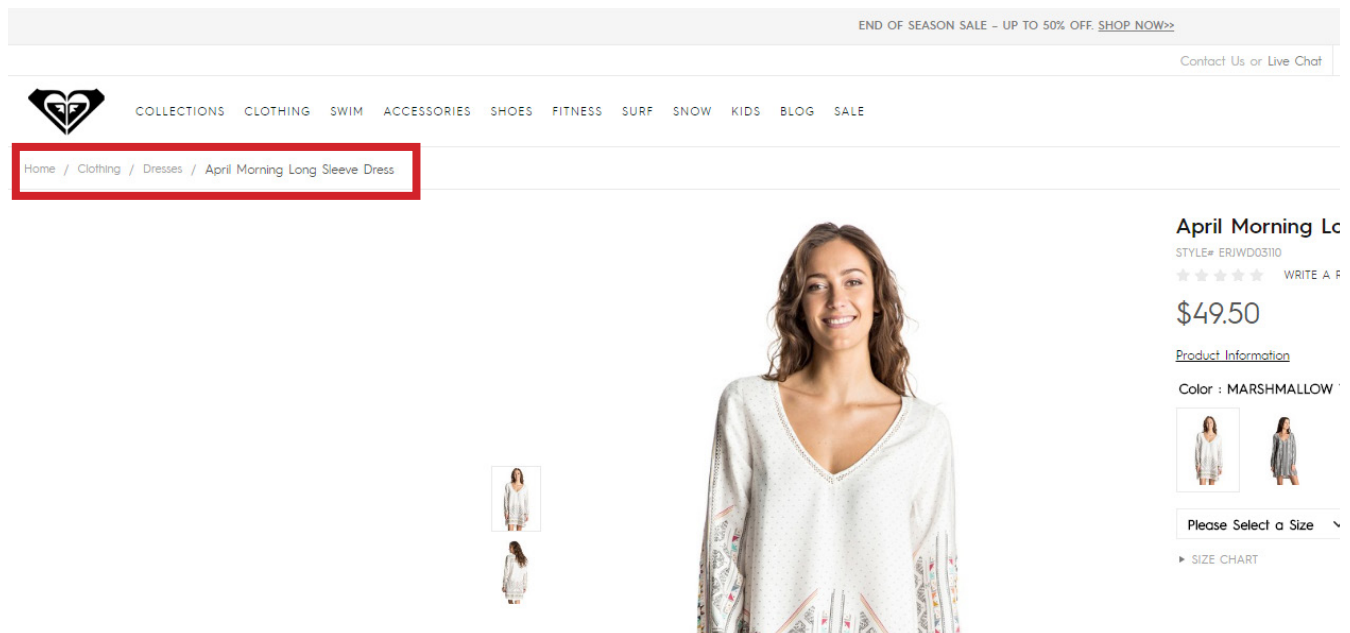 END OF SEASON SALE – UP TO 50% OFF. SHOP NOW>>
Contact Us or Live Chat
COLLECTIONS CLOTHING SWIM ACCESSORIES SHOES FITNESS SURF SNOW KIDS BLOG SALE
Home / Clothing / Dresses / April Morning Long Sleeve Dress
April Morning
STYLE# ERJWD03110
WRITE A
$49.50
Product Information
Color : MARSHMALLOW
Please Select a Size
SIZE CHART